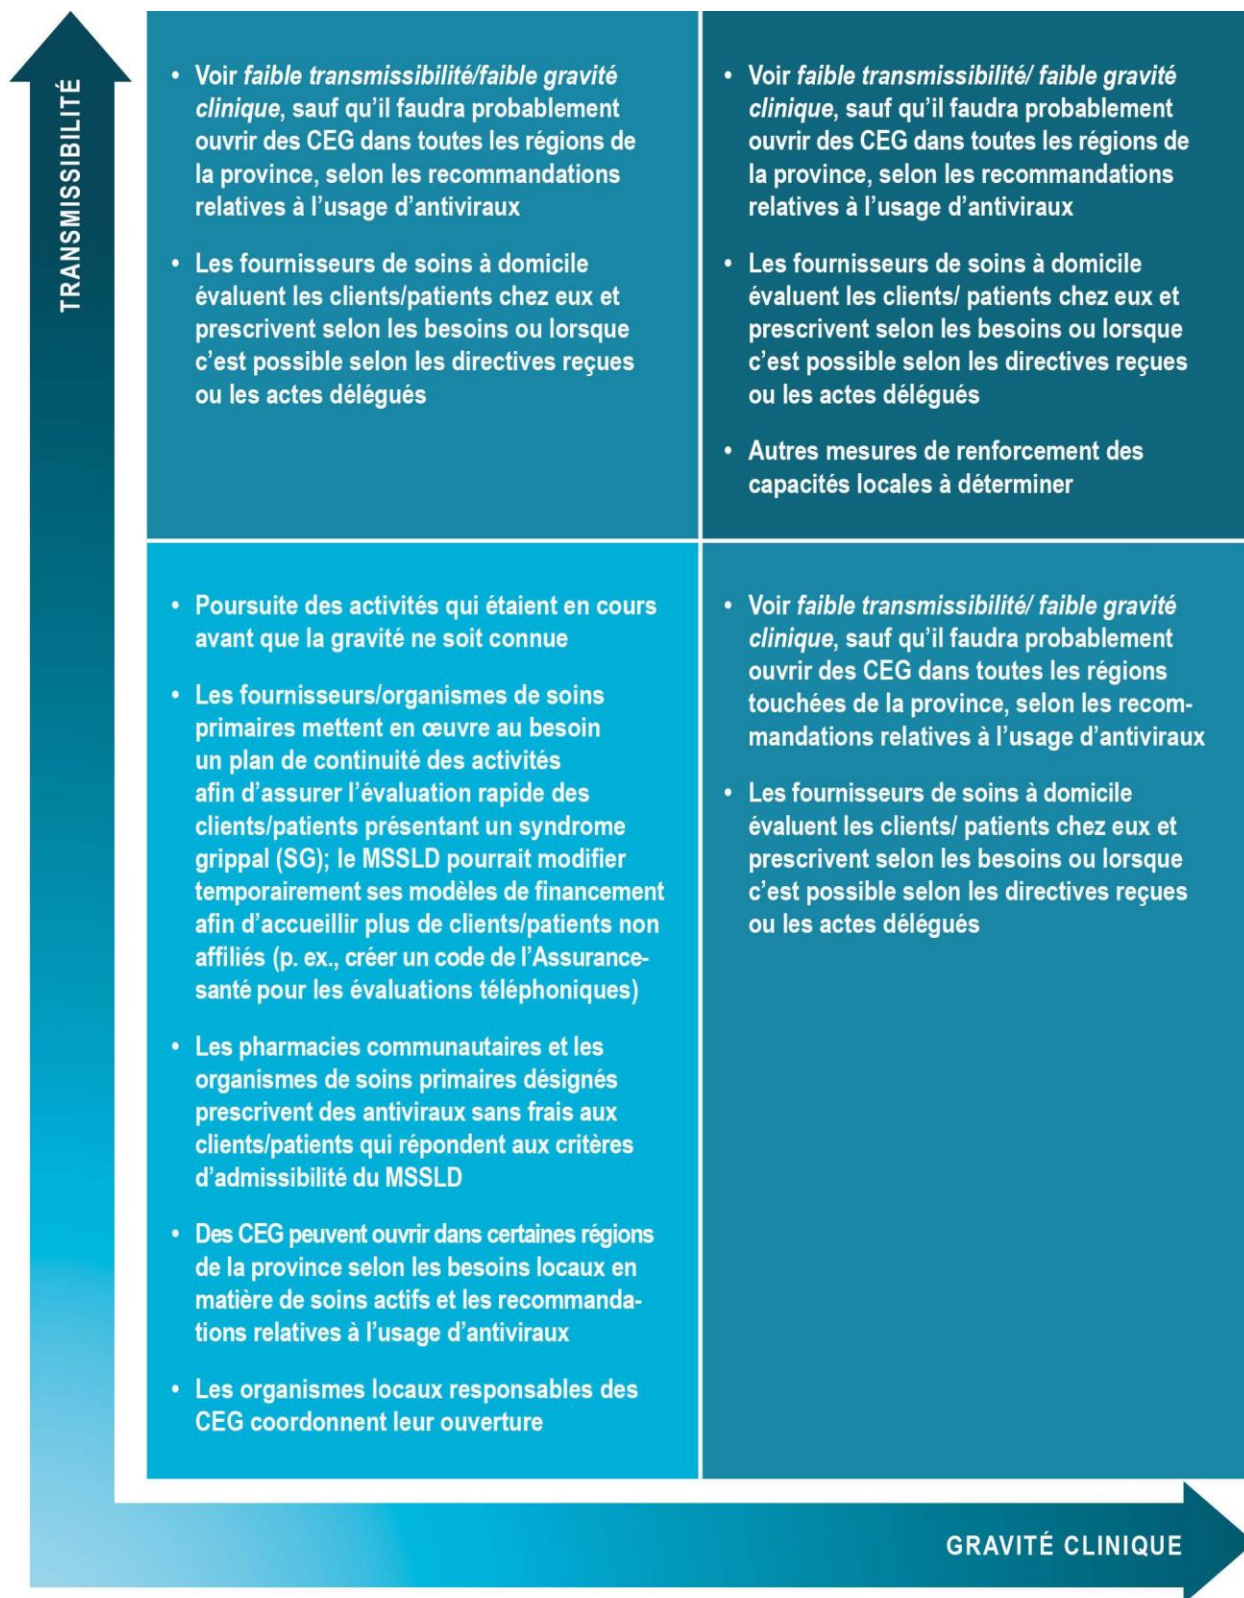 TRANSMISSIBILITÉ
• Voir faible transmissibilité/faible gravité
clinique, sauf qu’il faudra probablement
ouvrir des CEG dans toutes les régions de
la province, selon les recommandations
relatives à l’usage d’antiviraux
• Les fournisseurs de soins à domicile
évaluent les clients/patients chez eux et
prescrivent selon les besoins ou lorsque
c’est possible selon les directives reçues
ou les actes délégués
• Voir faible transmissibilité/ faible gravité
clinique, sauf qu’il faudra probablement
ouvrir des CEG dans toutes les régions de
la province, selon les recommandations
relatives à l’usage d’antiviraux
• Les fournisseurs de soins à domicile
évaluent les clients/ patients chez eux et
prescrivent selon les besoins ou lorsque
c’est possible selon les directives reçues
ou les actes délégués
• Autres mesures de renforcement des
capacités locales à déterminer
• Poursuite des activités qui étaient en cours
avant que la gravité ne soit connue
• Les fournisseurs/organismes de soins
primaires mettent en œuvre au besoin
un plan de continuité des activités
afin d’assurer l’évaluation rapide des
clients/patients présentant un syndrome
grippal (SG); le MSSLD pourrait modifier
temporairement ses modèles de financement
afin d’accueillir plus de clients/patients non
affiliés (p. ex., créer un code de l’Assurance-
santé pour les évaluations téléphoniques)
• Les pharmacies communautaires et les
organismes de soins primaires désignés
prescrivent des antiviraux sans frais aux
clients/patients qui répondent aux critères
d’admissibilité du MSSLD
• Des CEG peuvent ouvrir dans certaines régions
de la province selon les besoins locaux en
matière de soins actifs et les recommanda-
tions relatives à l’usage d’antiviraux
• Les organismes locaux responsables des
CEG coordonnent leur ouverture
• Voir faible transmissibilité/ faible gravité
clinique, sauf qu’il faudra probablement
ouvrir des CEG dans toutes les régions
touchées de la province, selon les recom-
mandations relatives à l’usage d’antiviraux
• Les fournisseurs de soins à domicile
évaluent les clients/ patients chez eux et
prescrivent selon les besoins ou lorsque
c’est possible selon les directives reçues
ou les actes délégués
GRAVITÉ CLINIQUE